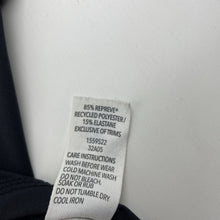 85% REPREVE®
RECYCLED POLYESTER/
15% ELASTANE
EXCLUSIVE OF TRIMS
1559522
32A05
CARE INSTRUCTIONS
WASH BEFORE WEAR
COLD MACHINE WASH
DO NOT BLEACH,
SOAK OR RUB
DO NOT TUMBLE DRY.
COOL IRON